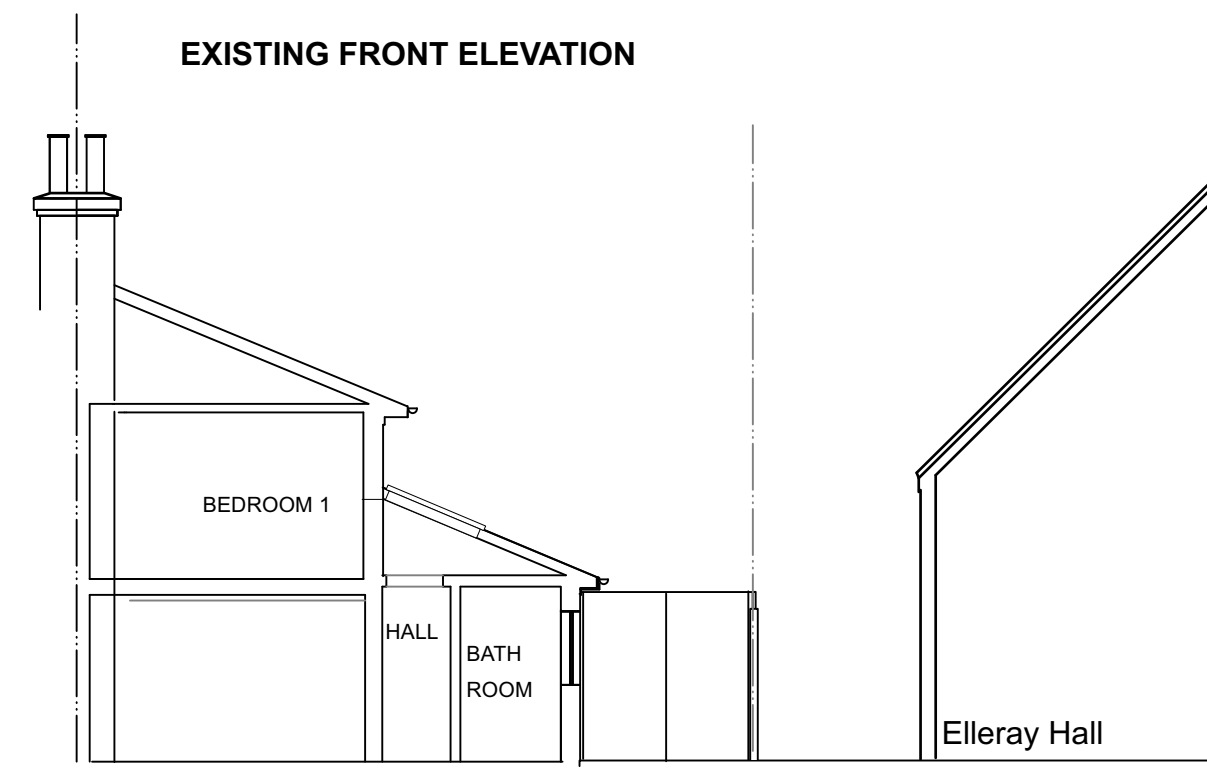 EXISTING FRONT ELEVATION
BEDROOM 1
HALL
BATH
ROOM
Elleray Hall